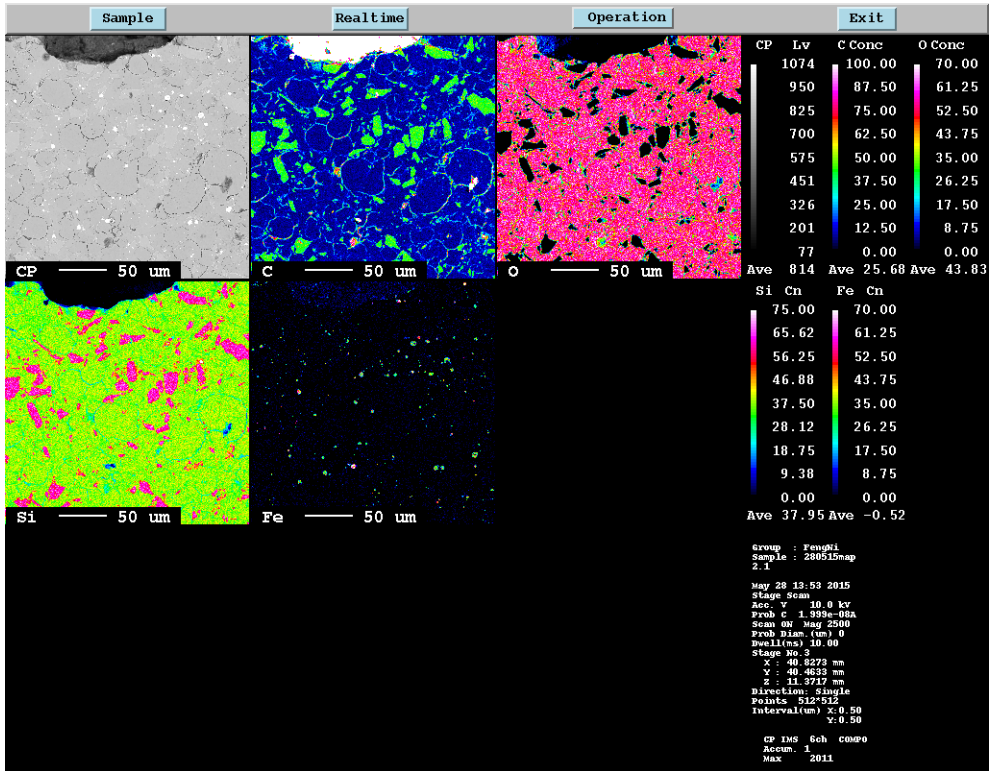 Sample Realtime Operation Exit
CP Lv C Conc O Conc
1074 100.00 70.00
950 87.50 61.25
825 75.00 52.50
700 62.50 43.75
575 50.00 35.00
451 37.50 26.25
326 25.00 17.50
201 12.50 8.75
77 0.00 0.00
Ave 814 Ave 25.68 Ave 43.83
CP 50 um C 50 um O 50 um
Si Cn Fe Cn
75.00 70.00
65.62 61.25
56.25 52.50
46.88 43.75
37.50 35.00
28.12 26.25
18.75 17.50
9.38 8.75
0.00 0.00
Ave 37.95 Ave -0.52
Si 50 um Fe 50 um
Group : FengNi
Sample : 280515map
2.1
May 28 13:53 2015
Stage Scan
Acc. V 10.0 kV
Prob C 1.999e-08A
Scan ON Mag 2500
Prob Diam.(um) 0
Dwell(ms) 10.00
Stage No.3
X : 40.8273 mm
Y : 40.4633 mm
Z : 11.3717 mm
Direction: Single
Points 512*512
Interval(um) X:0.50
Y:0.50
CP IMS 6ch COMPO
Accum. 1
Max 2011